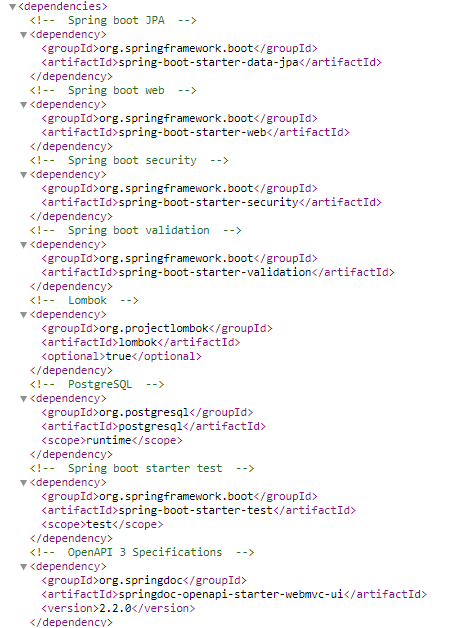 <dependencies>
<!-- Spring boot JPA -->
<dependency>
<groupId>org.springframework.boot</groupId>
<artifactId>spring-boot-starter-data-jpa</artifactId>
</dependency>
<!-- Spring boot web -->
<dependency>
<groupId>org.springframework.boot</groupId>
<artifactId>spring-boot-starter-web</artifactId>
</dependency>
<!-- Spring boot security -->
<dependency>
<groupId>org.springframework.boot</groupId>
<artifactId>spring-boot-starter-security</artifactId>
</dependency>
<!-- Spring boot validation -->
<dependency>
<groupId>org.springframework.boot</groupId>
<artifactId>spring-boot-starter-validation</artifactId>
</dependency>
<!-- Lombok -->
<dependency>
<groupId>org.projectlombok</groupId>
<artifactId>lombok</artifactId>
<optional>true</optional>
</dependency>
<!-- PostgreSQL -->
<dependency>
<groupId>org.postgresql</groupId>
<artifactId>postgresql</artifactId>
<scope>runtime</scope>
</dependency>
<!-- Spring boot starter test -->
<dependency>
<groupId>org.springframework.boot</groupId>
<artifactId>spring-boot-starter-test</artifactId>
<scope>test</scope>
</dependency>
<!-- OpenAPI 3 Specifications -->
<dependency>
<groupId>org.springdoc</groupId>
<artifactId>springdoc-openapi-starter-webmvc-ui</artifactId>
<version>2.2.0</version>
</dependency>